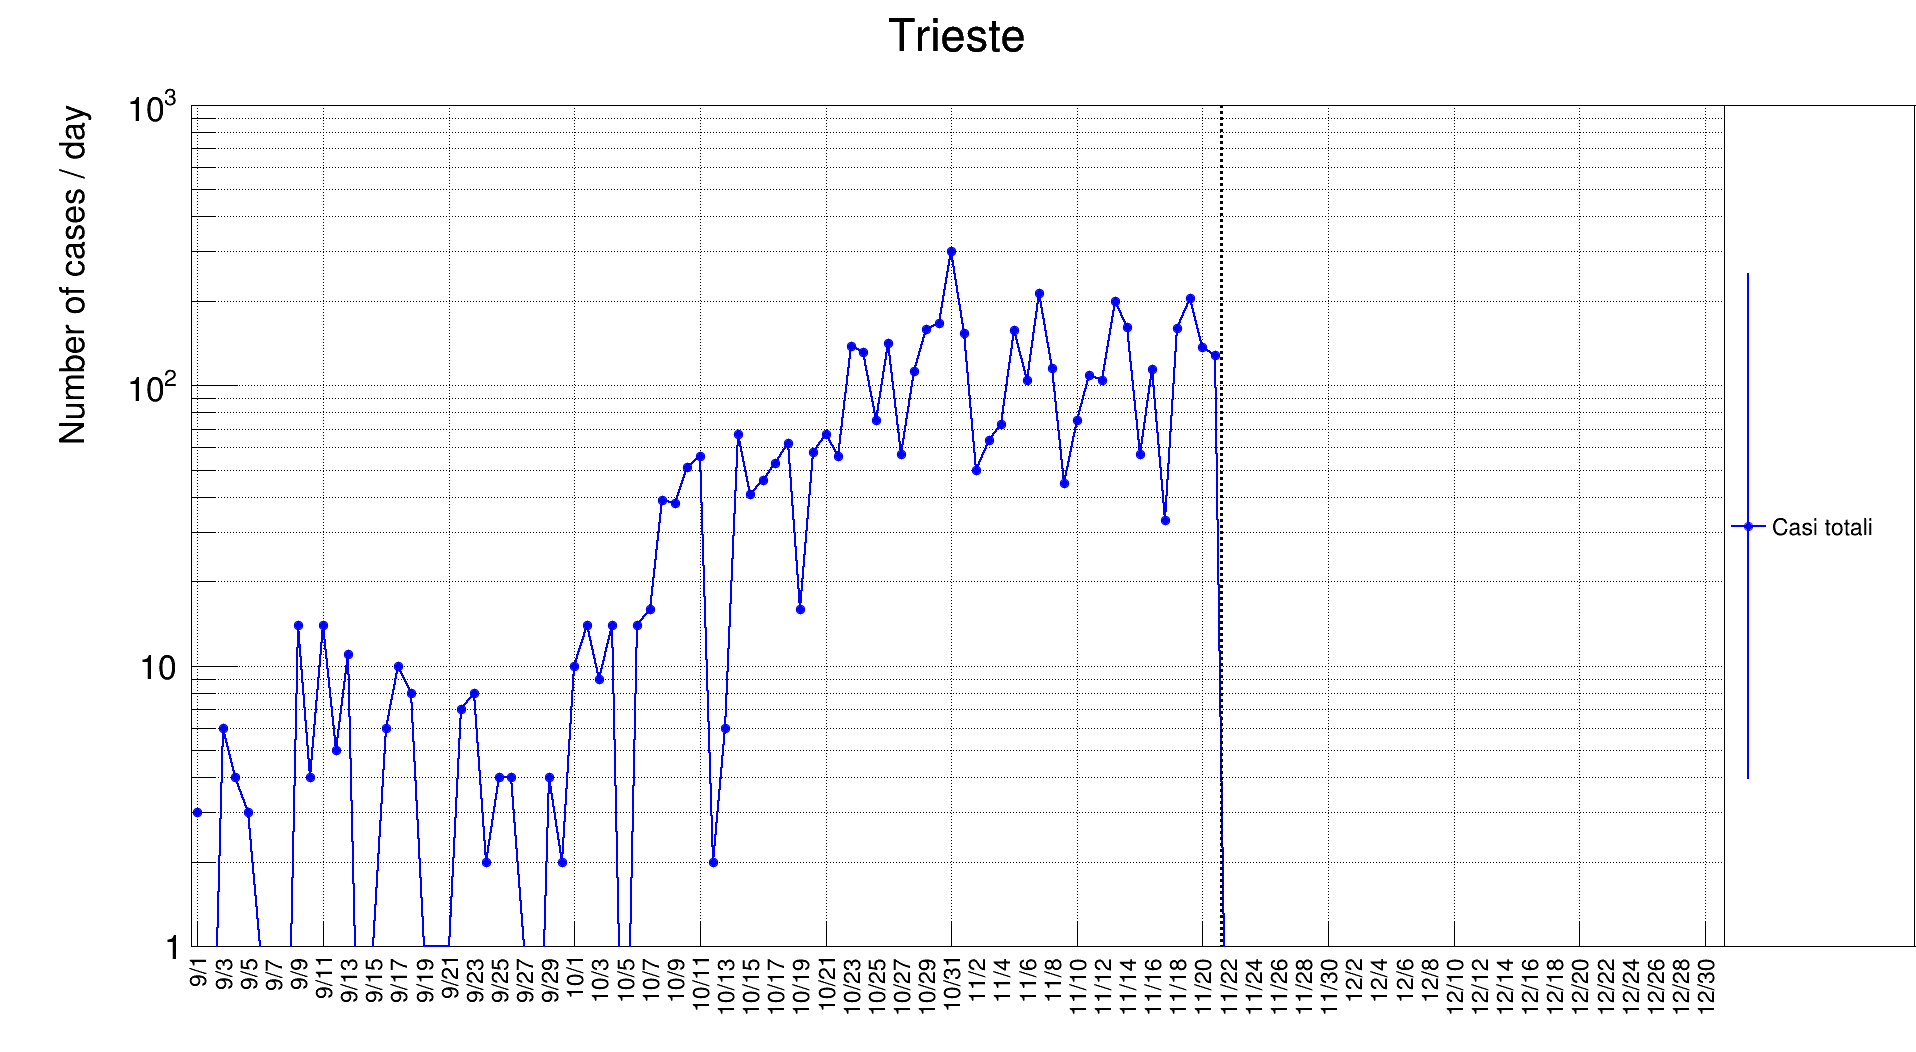 Trieste
Number of cases / day
10³
10²
10
1
9/1 9/3 9/5 9/7 9/9 9/11 9/13 9/15 9/17 9/19 9/21 9/23 9/25 9/27 9/29 10/1 10/3 10/5 10/7 10/9 10/11 10/13 10/15 10/17 10/19 10/21 10/23 10/25 10/27 10/29 10/31 11/2 11/4 11/6 11/8 11/10 11/12 11/14 11/16 11/18 11/20 11/22 11/24 11/26 11/28 11/30 12/2 12/4 12/6 12/8 12/10 12/12 12/14 12/16 12/18 12/20 12/22 12/24 12/26 12/28 12/30
Casi totali